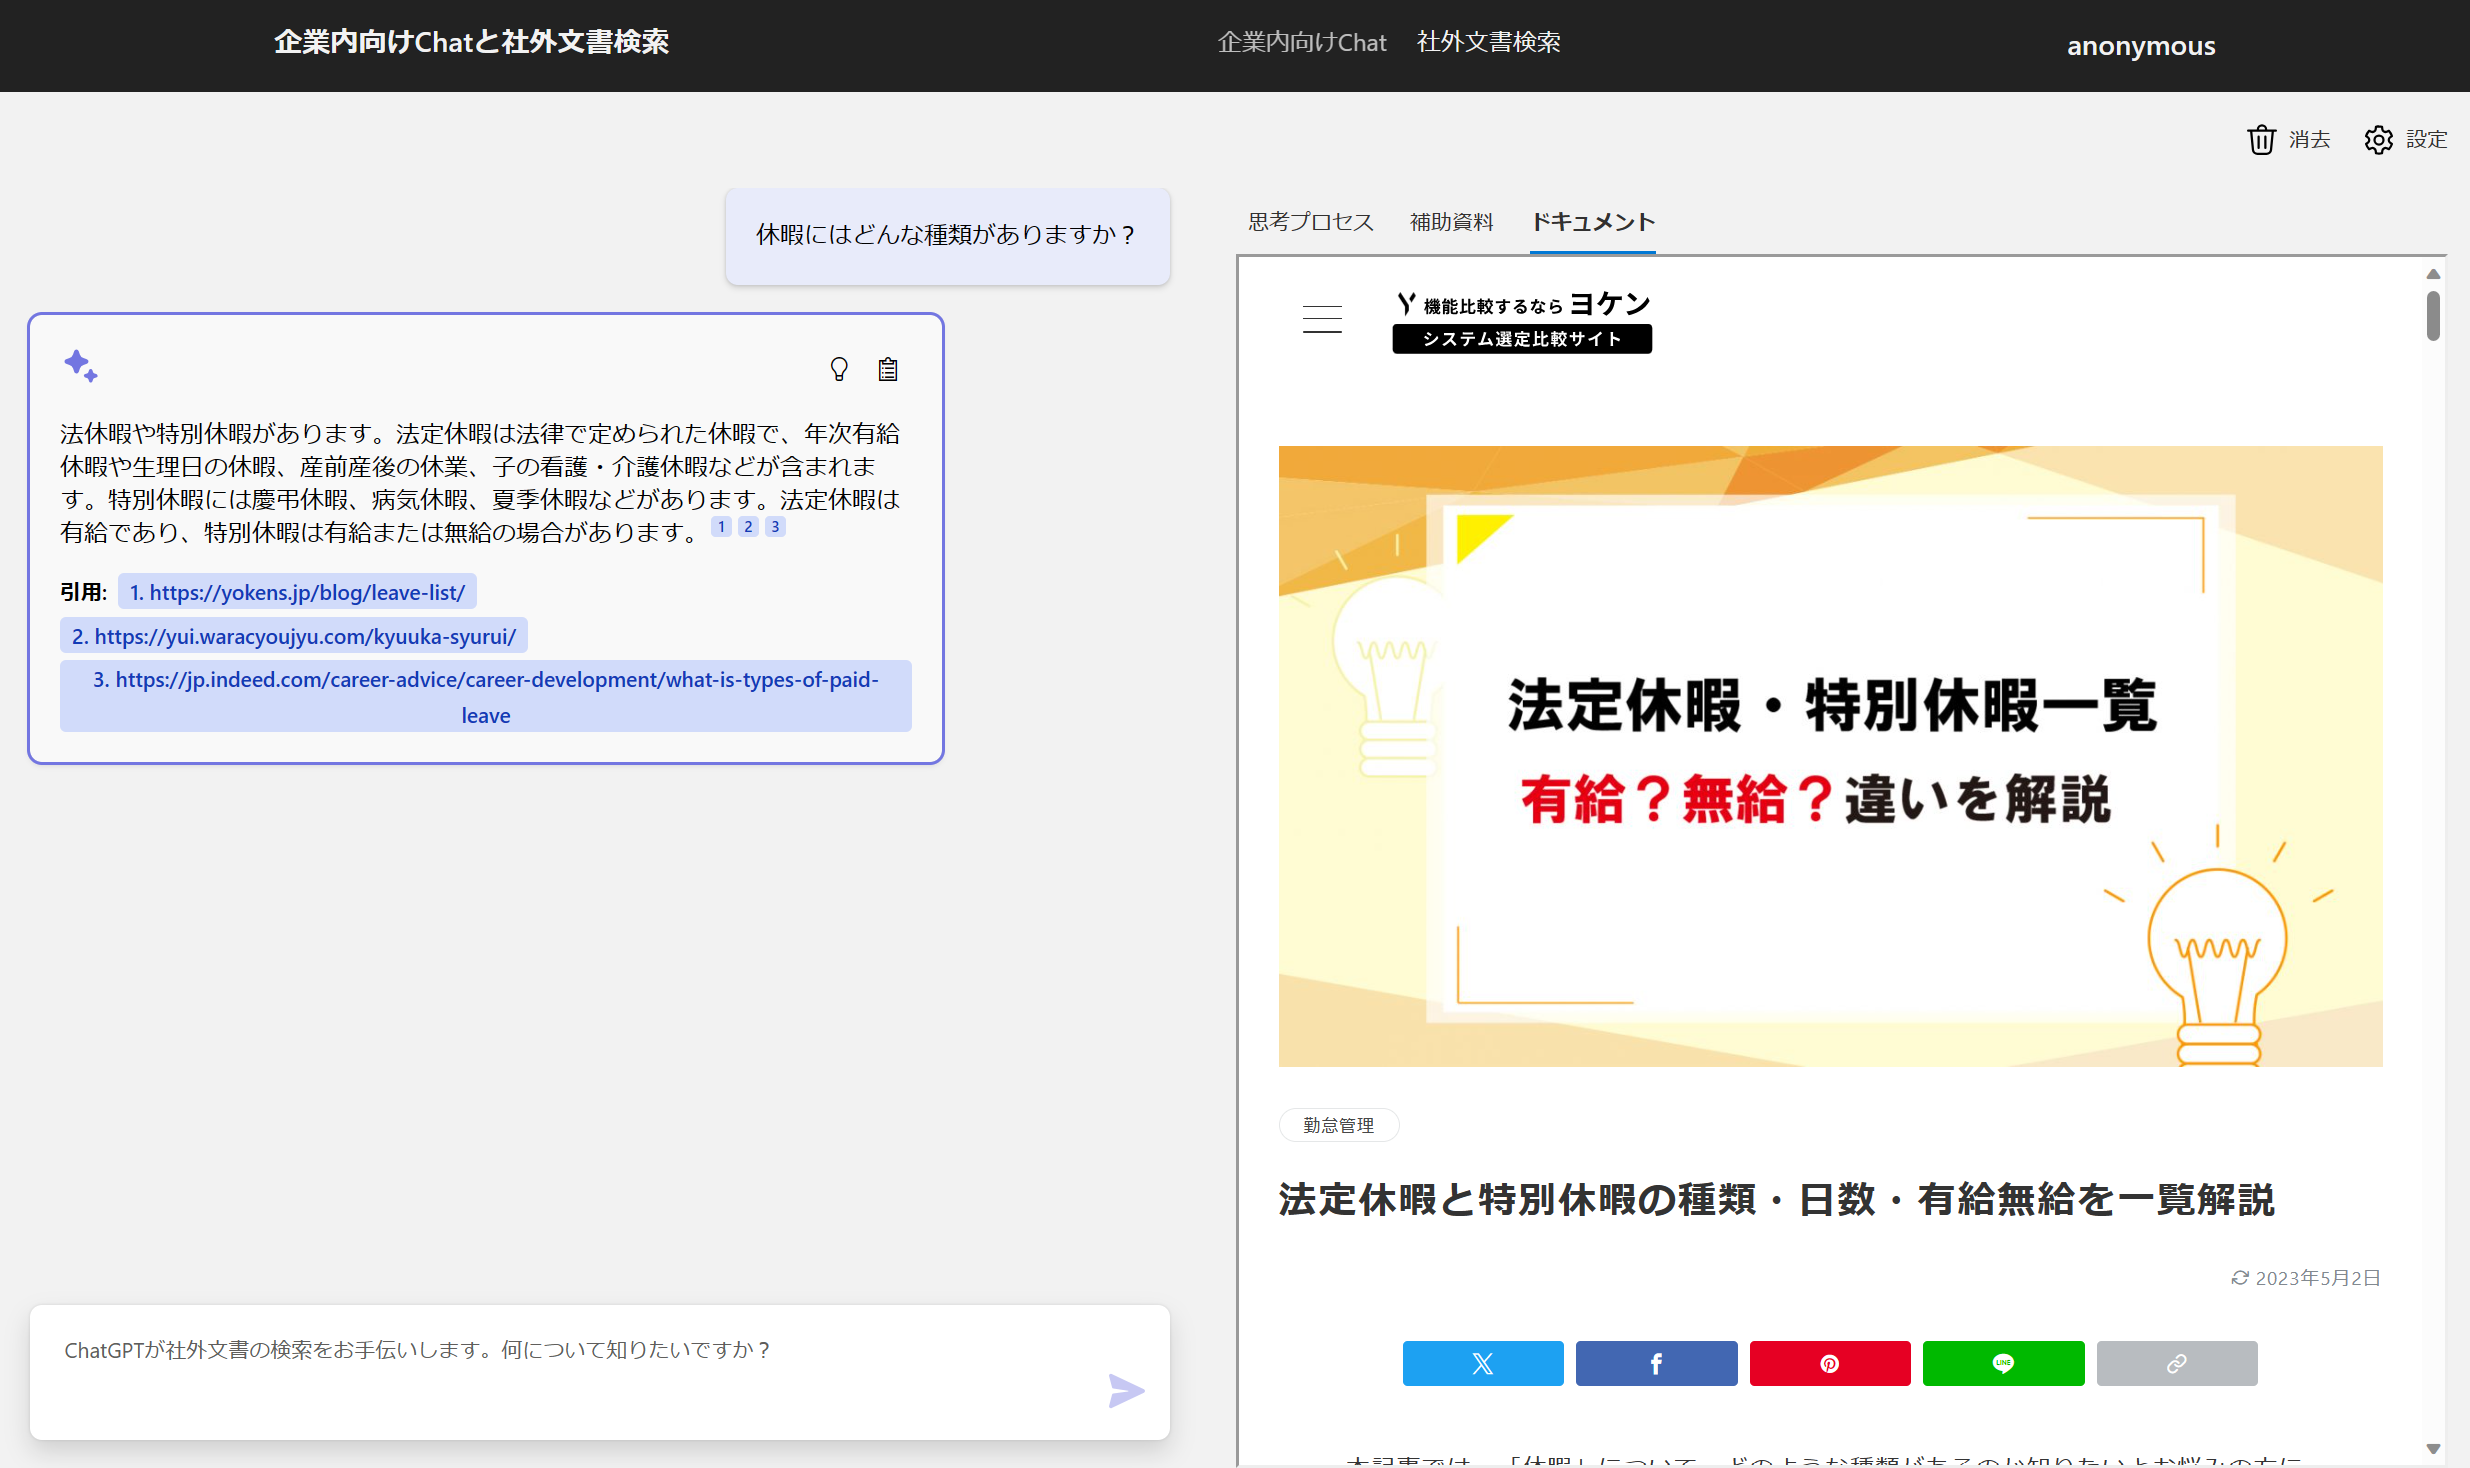 企業内向けChatと社外文書検索
企業内向けChat 社外文書検索
anonymous
消去 設定
休暇にはどんな種類がありますか？
法休暇や特別休暇があります。法定休暇は法律で定められた休暇で、年次有給
休暇や生理日の休暇、産前産後の休業、子の看護・介護休暇などが含まれま
す。特別休暇には慶弔休暇、病気休暇、夏季休暇などがあります。法定休暇は
有給であり、特別休暇は有給または無給の場合があります。 1 2 3
引用: 1. https://yokens.jp/blog/leave-list/
2. https://yui.waracyoujyu.com/kyuuka-syurui/
3. https://jp.indeed.com/career-advice/career-development/what-is-types-of-paid-
leave
ChatGPTが社外文書の検索をお手伝いします。何について知りたいですか？
思考プロセス 補助資料 ドキュメント
機能比較するなら ヨケン
システム選定比較サイト
法定休暇・特別休暇一覧
有給？無給？違いを解説
勤怠管理
法定休暇と特別休暇の種類・日数・有給無給を一覧解説
2023年5月2日
LINE